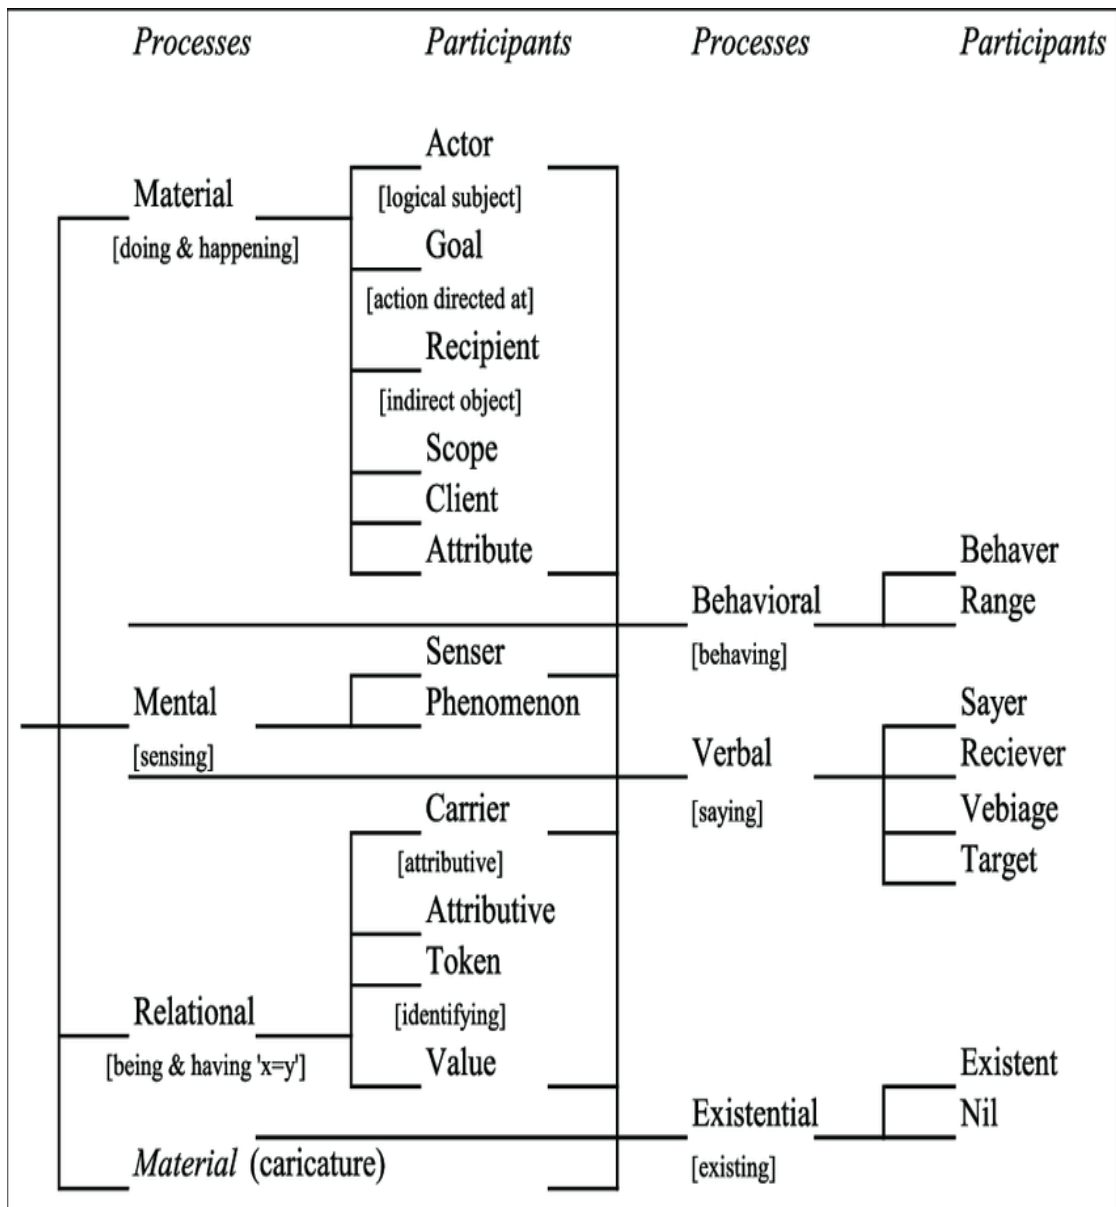 Processes Participants Processes Participants
Actor
Material
[logical subject]
[doing & happening]
Goal
[action directed at]
Recipient
[indirect object]
Scope
Client
Attribute
Behaver
Behavioral
Range
[behaving]
Senser
Mental
Phenomenon
[sensing]
Sayer
Verbal
Reciever
[saying]
Vebiage
Target
Carrier
[attributive]
Attributive
Token
Relational
[identifying]
[being & having 'x=y']
Value
Existent
Existential
Nil
[existing]
Material (caricature)